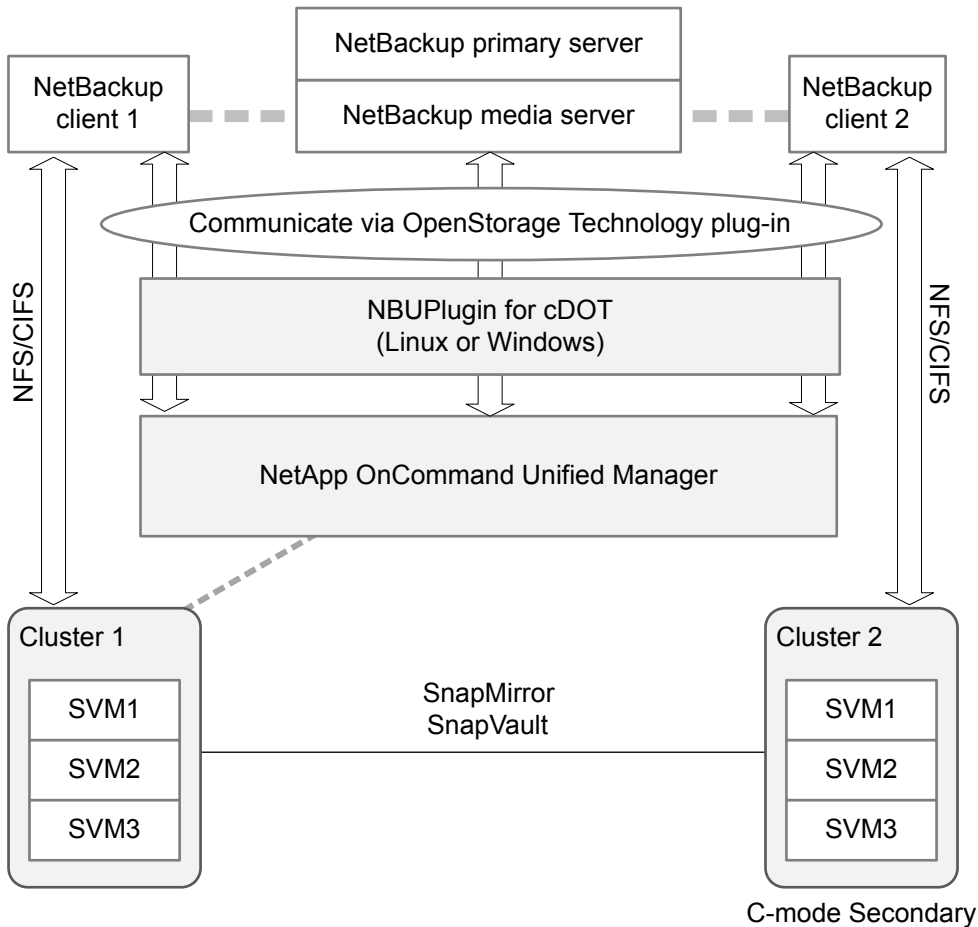 NetBackup primary server
NetBackup media server
NetBackup
client 1
NetBackup
client 2
Communicate via OpenStorage Technology plug-in
NFS/CIFS
NFS/CIFS
NBUPlugin for cDOT
(Linux or Windows)
NetApp OnCommand Unified Manager
Cluster 1
SVM1
SVM2
SVM3
SnapMirror
SnapVault
Cluster 2
SVM1
SVM2
SVM3
C-mode Secondary